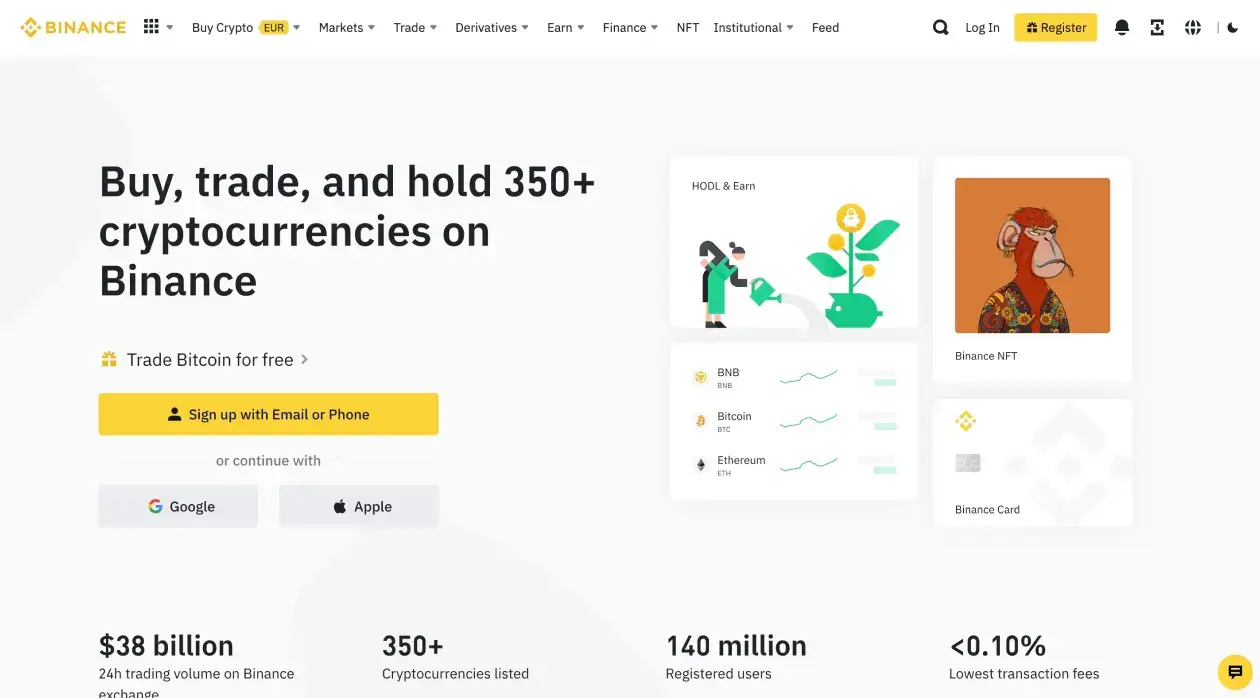 BINANCE
Buy Crypto EUR
Markets
Trade
Derivatives
Earn
Finance
NFT
Institutional
Feed
Log In
Register
Buy, trade, and hold 350+
cryptocurrencies on
Binance
Trade Bitcoin for free
Sign up with Email or Phone
or continue with
Google
Apple
HODL & Earn
BNB
BNB
Bitcoin
BTC
Ethereum
ETH
Binance NFT
Binance Card
$38 billion
24h trading volume on Binance
exchange
350+
Cryptocurrencies listed
140 million
Registered users
<0.10%
Lowest transaction fees